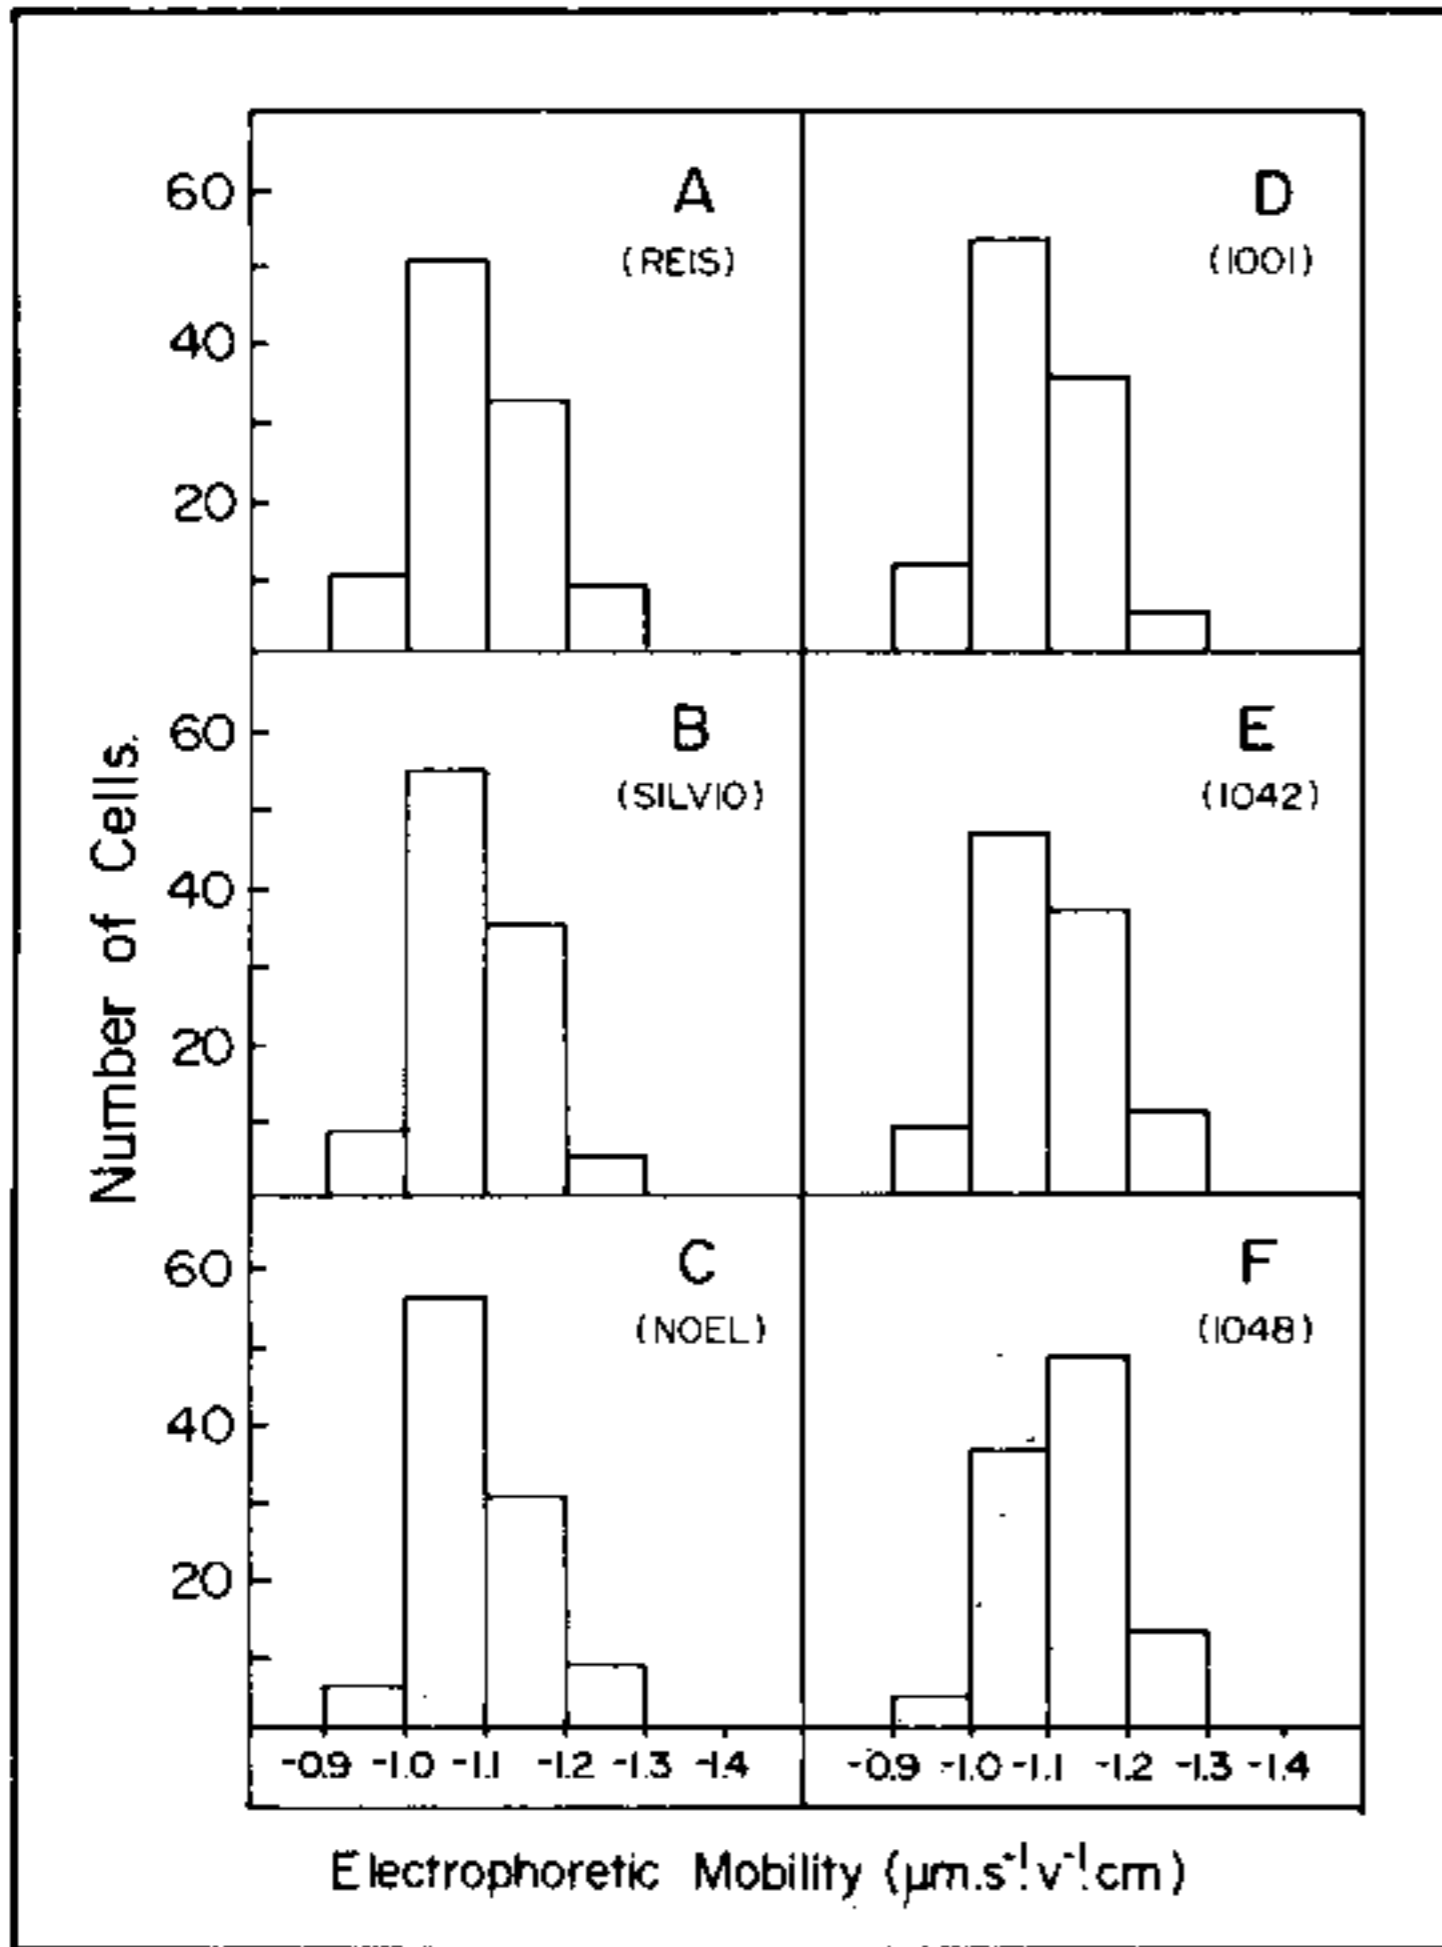 A
(REIS)
60
40
20
D
(1001)
B
(SILVIO)
60
40
20
E
(1042)
C
(NOEL)
60
40
20
F
(1048)
Number of Cells.
-0.9 -1.0 -1.1 -1.2 -1.3 -1.4
-0.9 -1.0 -1.1 -1.2 -1.3 -1.4
Electrophoretic Mobility (μm.s⁻¹.v⁻¹.cm)